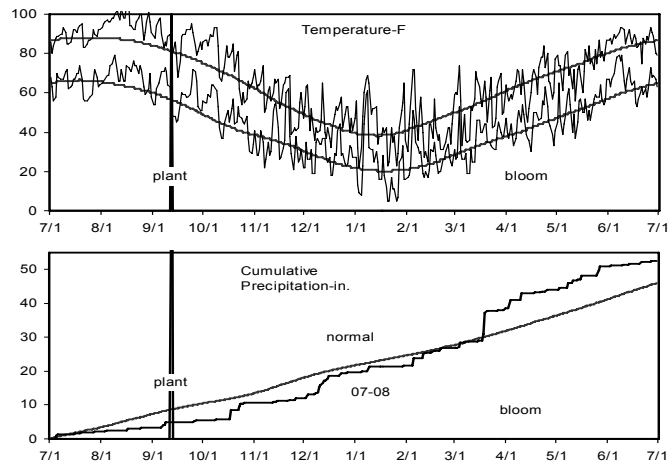 100
Temperature-F
80
60
40
20
plant
bloom
0
7/1 8/1 9/1 10/1 11/1 12/1 1/1 2/1 3/1 4/1 5/1 6/1 7/1
50
Cumulative
Precipitation-in.
40
30
normal
20
plant
07-08
10
bloom
0
7/1 8/1 9/1 10/1 11/1 12/1 1/1 2/1 3/1 4/1 5/1 6/1 7/1